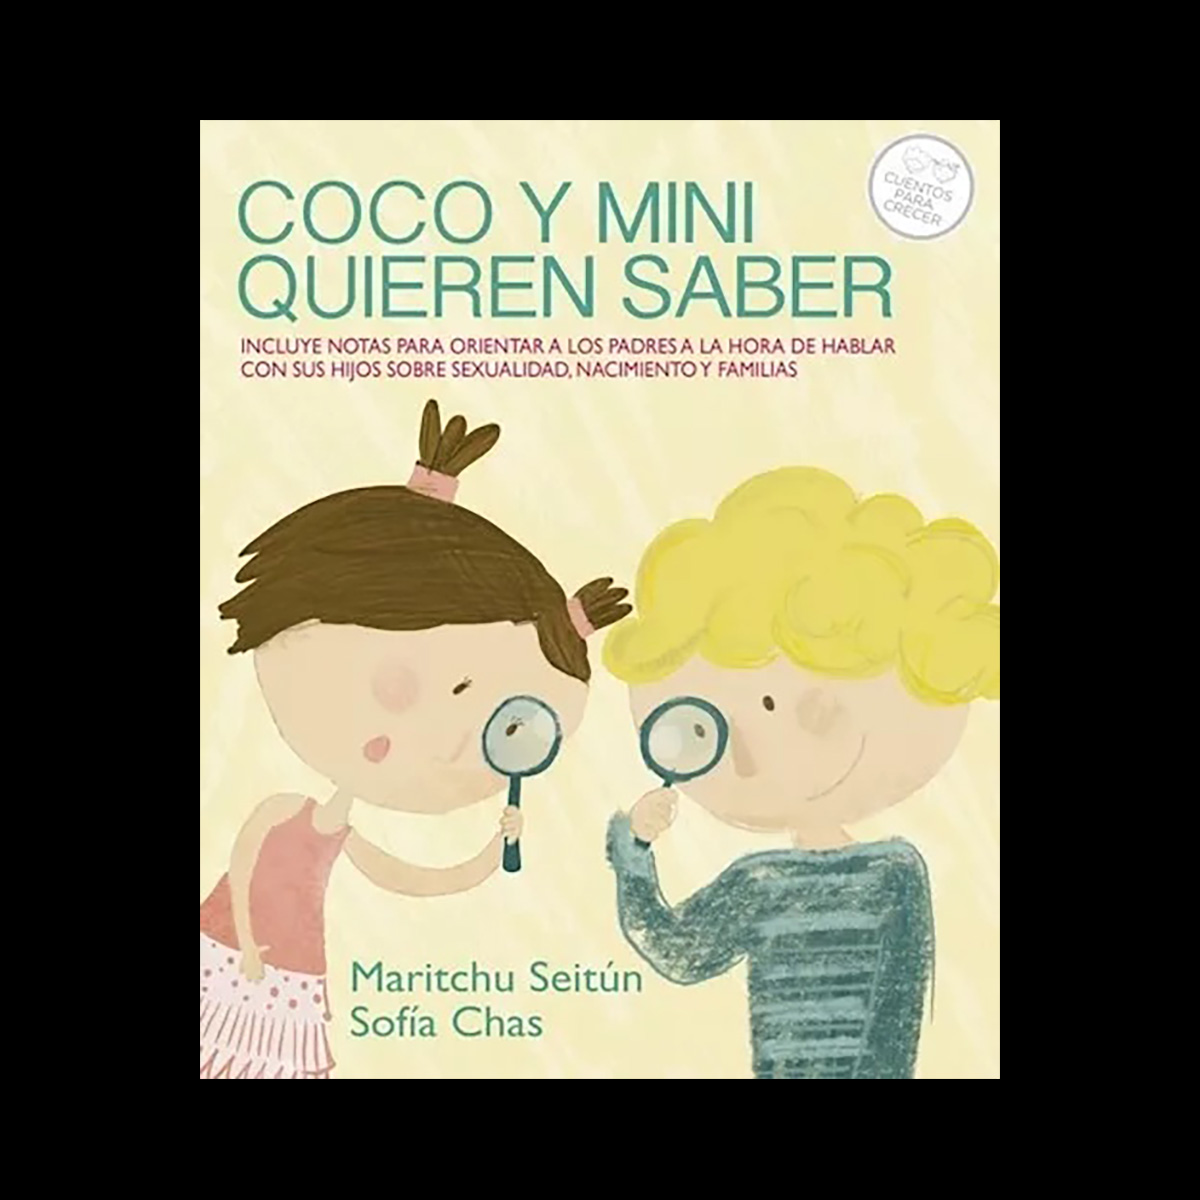 CUENTOS
PARA
CRECER
COCO Y MINI
QUIEREN SABER
INCLUYE NOTAS PARA ORIENTAR A LOS PADRES A LA HORA DE HABLAR
CON SUS HIJOS SOBRE SEXUALIDAD, NACIMIENTO Y FAMILIAS
Maritchu Seitún
Sofía Chas